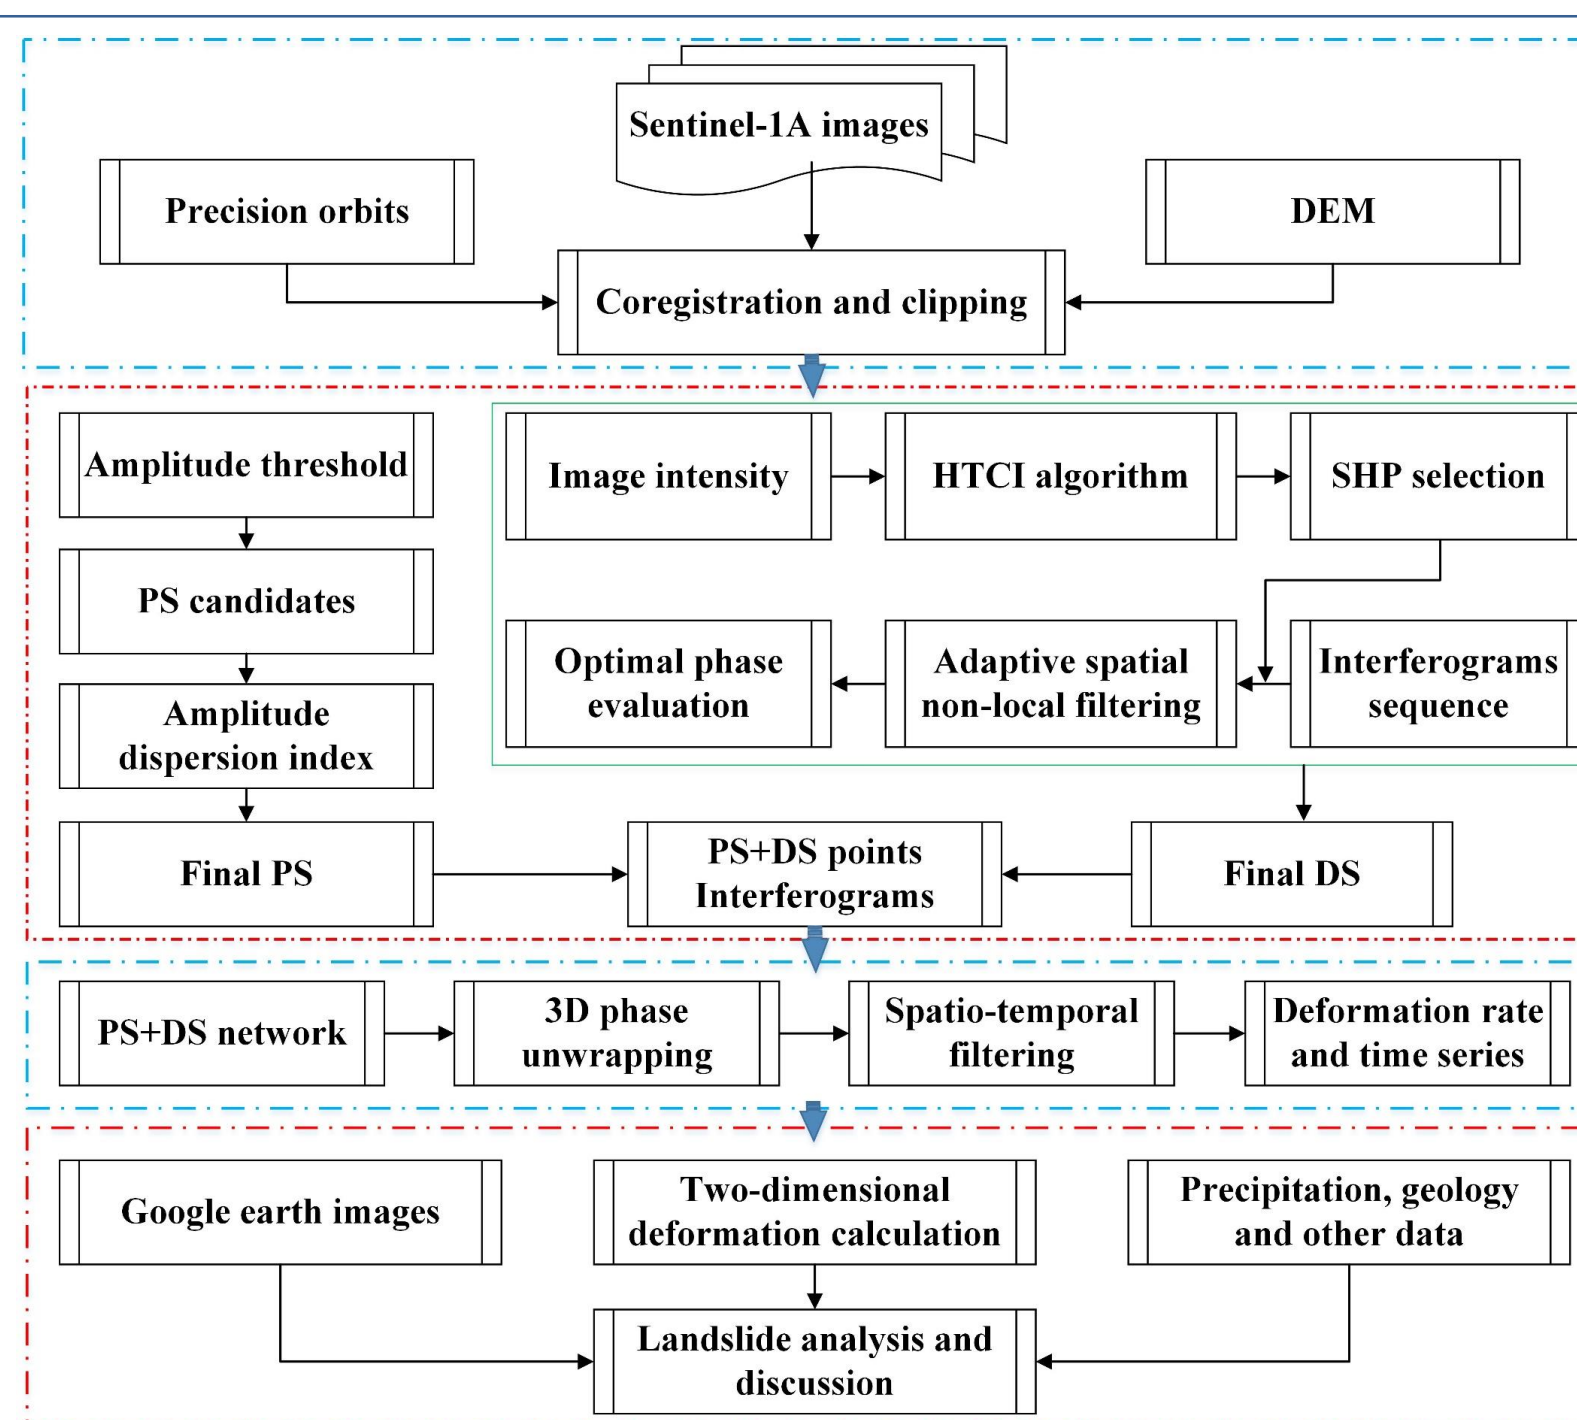 Sentinel-1A images
Precision orbits
DEM
Coregistration and clipping
Amplitude threshold
PS candidates
Amplitude
dispersion index
Final PS
Image intensity
HTCI algorithm
SHP selection
Optimal phase
evaluation
Adaptive spatial
non-local filtering
Interferograms
sequence
PS+DS points
Interferograms
Final DS
PS+DS network
3D phase
unwrapping
Spatio-temporal
filtering
Deformation rate
and time series
Google earth images
Two-dimensional
deformation calculation
Precipitation, geology
and other data
Landslide analysis and
discussion